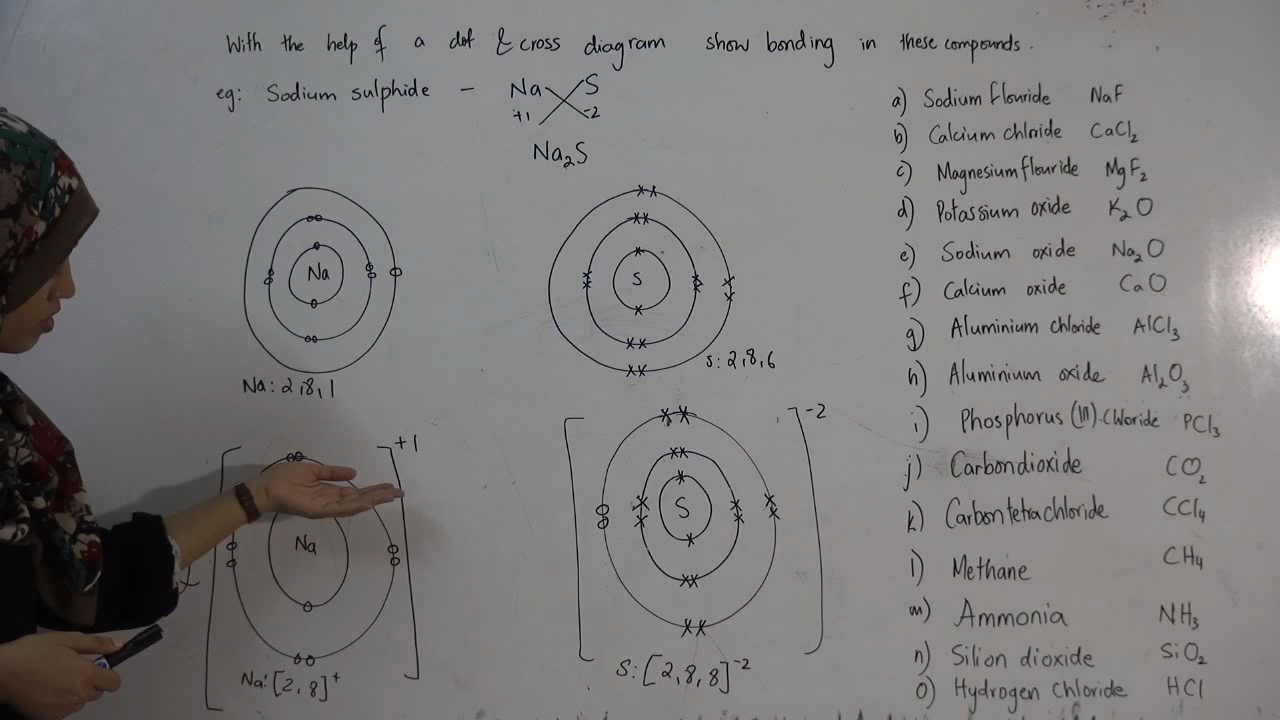 With the help of a dot & cross diagram show bonding in these compounds.
eg: Sodium sulphide - Na S
+1 -2
Na₂S
Na
S
Na: 2,8,1
S: 2,8,6
+1
Na
Na: [2,8]⁺
-2
S
S: [2,8,8]⁻²
a) Sodium flouride NaF
b) Calcium chloride CaCl₂
c) Magnesium flouride MgF₂
d) Potassium oxide K₂O
e) Sodium oxide Na₂O
f) Calcium oxide CaO
g) Aluminium chloride AlCl₃
h) Aluminium oxide Al₂O₃
i) Phosphorus (III) Chloride PCl₃
j) Carbondioxide CO₂
k) Carbontetrachloride CCl₄
l) Methane CH₄
m) Ammonia NH₃
n) Silion dioxide SiO₂
o) Hydrogen Chloride HCl